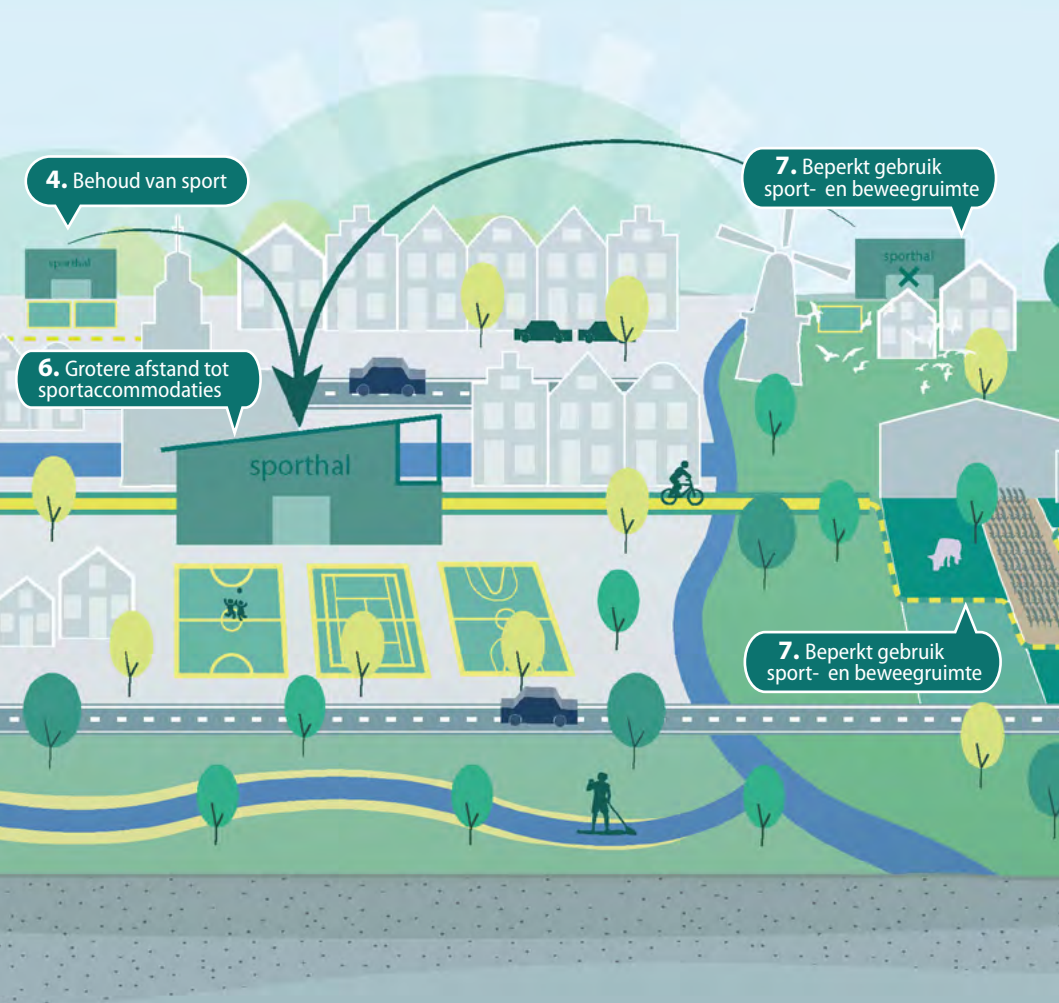 4. Behoud van sport
7. Beperkt gebruik
sport- en beweegruimte
sporthal
sporthal
6. Grotere afstand tot
sportaccommodaties
sporthal
7. Beperkt gebruik
sport- en beweegruimte